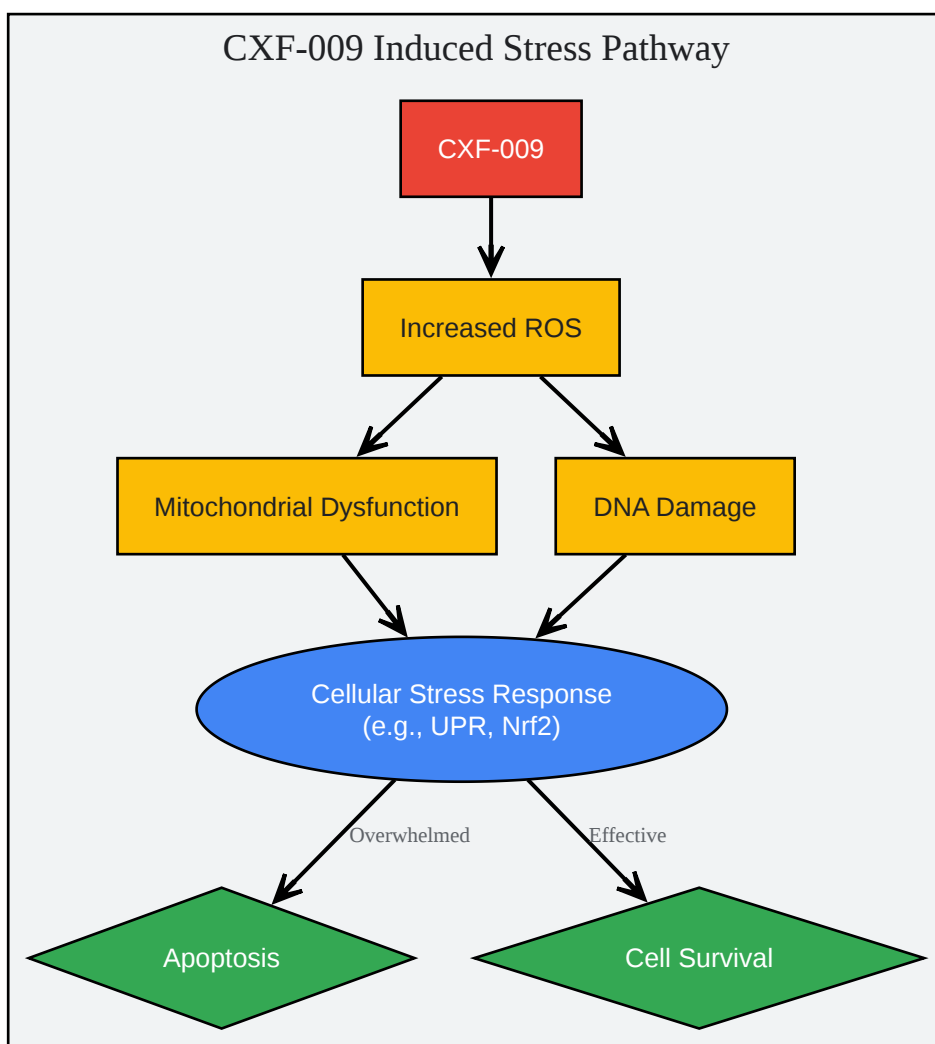 CXF-009 Induced Stress Pathway
CXF-009
Increased ROS
Mitochondrial Dysfunction
DNA Damage
Cellular Stress Response
(e.g., UPR, Nrf2)
Overwhelmed
Effective
Apoptosis
Cell Survival